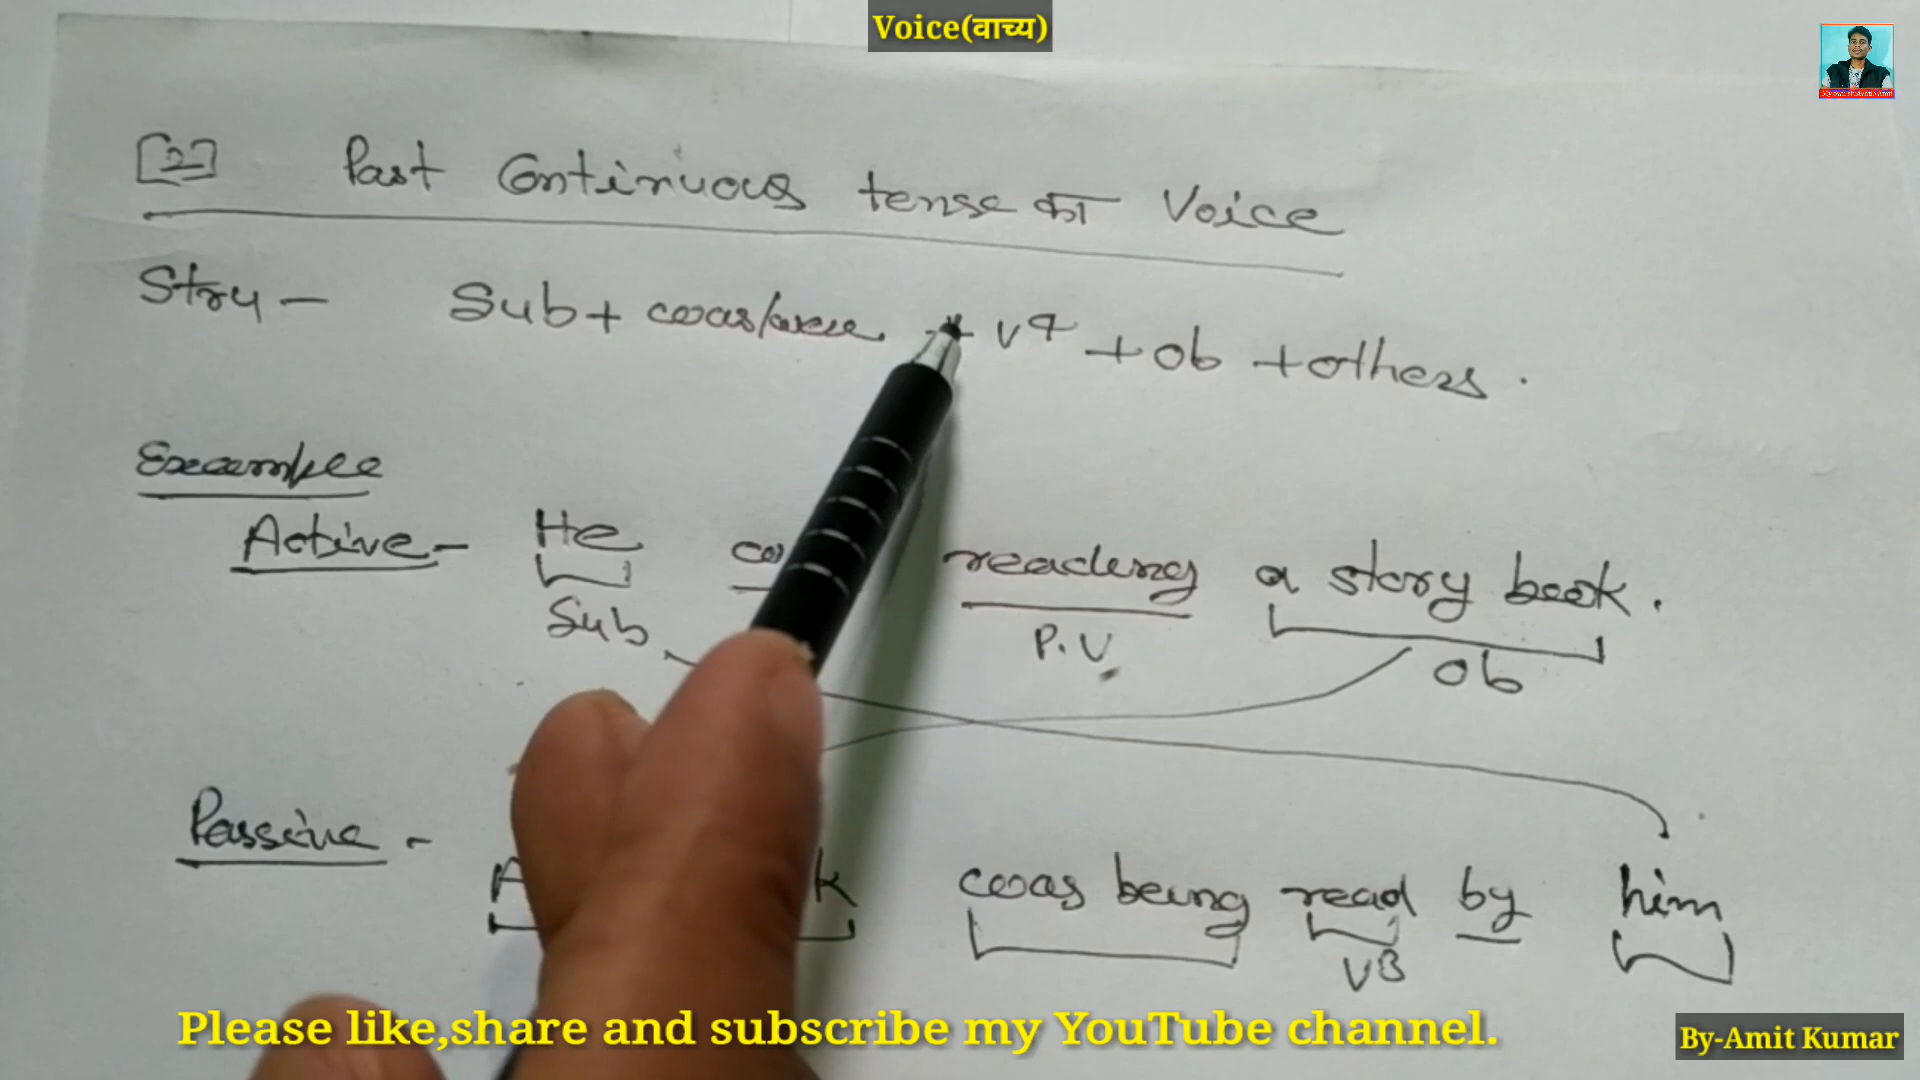 Voice(वाच्य)
[2] Past Continuous tense का Voice
Stru - Sub + was/were + V4 + ob + others.
Example
Active - He reading a story book.
Sub P.V ob
Passive - was being read by him
V3
Please like,share and subscribe my YouTube channel.
By-Amit Kumar